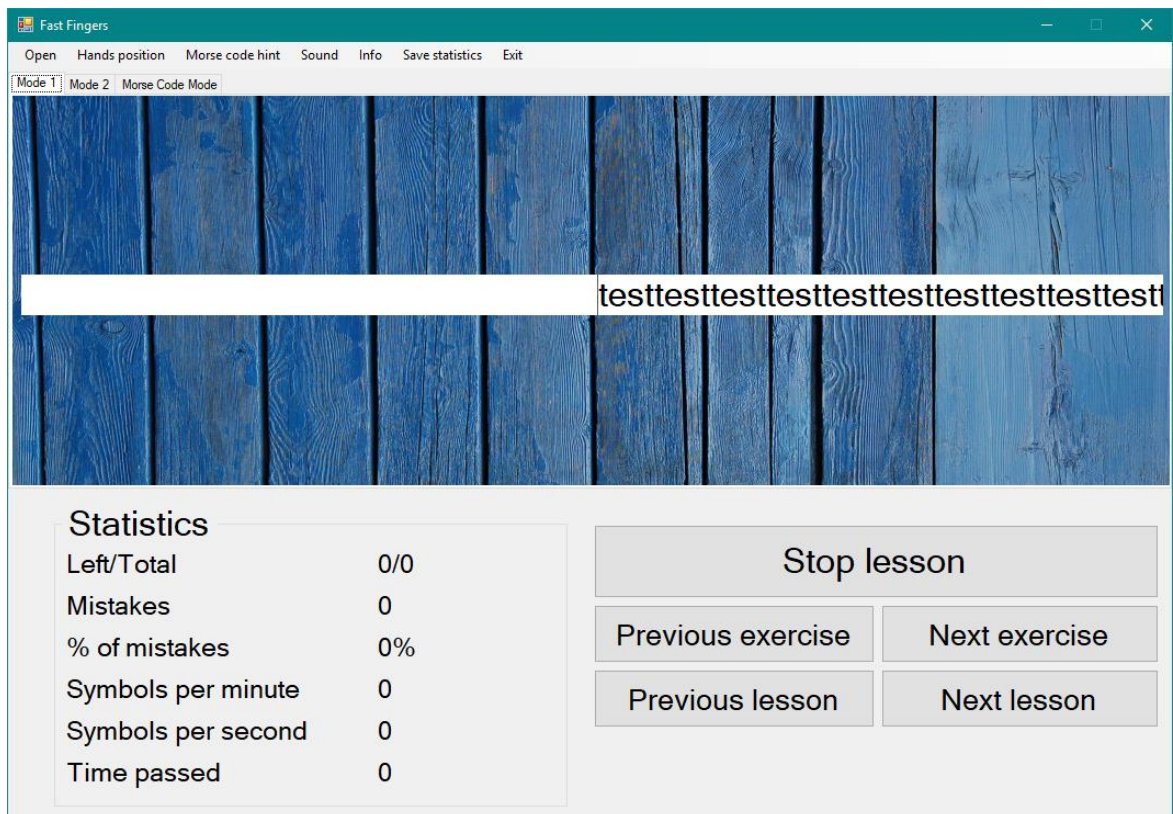 Fast Fingers
Open Hands position Morse code hint Sound Info Save statistics Exit
Mode 1 Mode 2 Morse Code Mode
testtesttesttesttesttesttesttesttesttestt
Statistics
Left/Total 0/0
Mistakes 0
% of mistakes 0%
Symbols per minute 0
Symbols per second 0
Time passed 0
Stop lesson
Previous exercise Next exercise
Previous lesson Next lesson